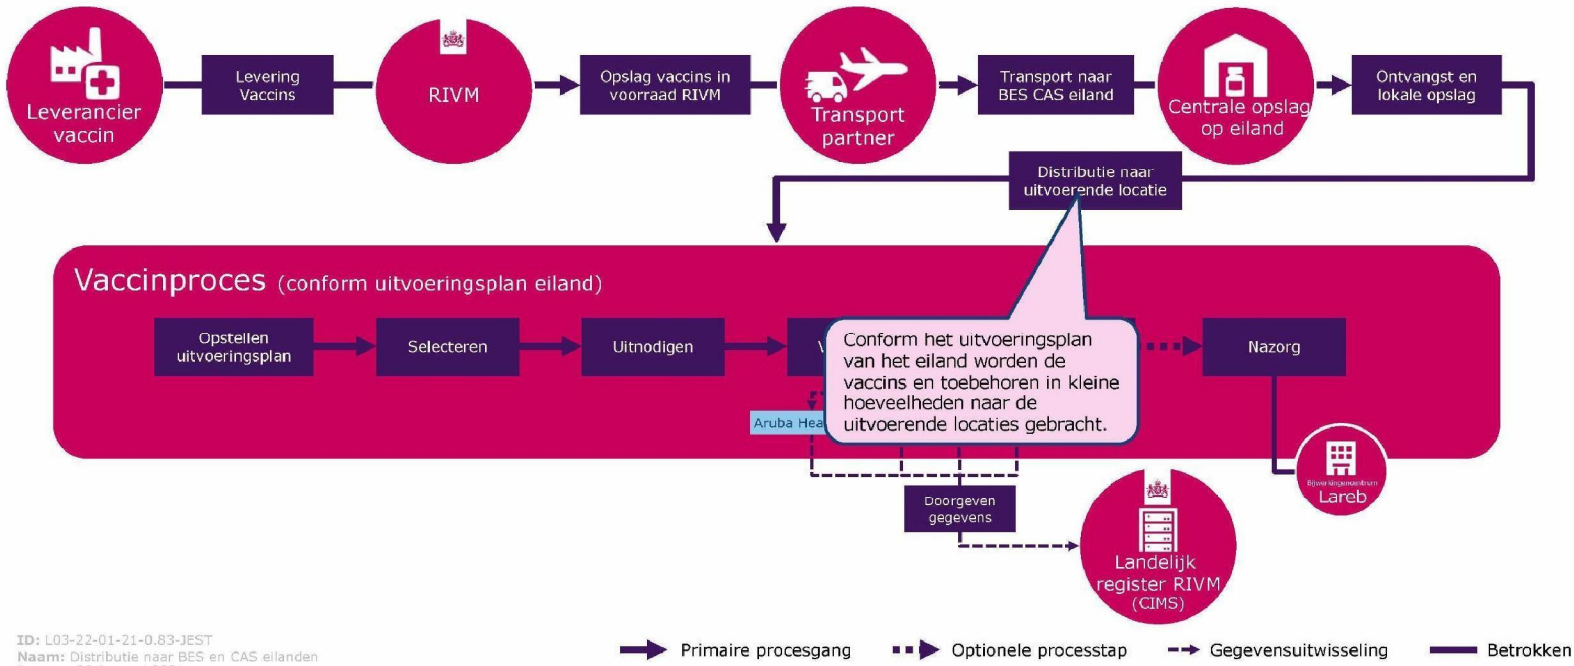 Leverancier
vaccin
Levering
Vaccins
RIVM
Opslag vaccins in
voorraad RIVM
Transport
partner
Transport naar
BES CAS eiland
Centrale opslag
op eiland
Ontvangst en
lokale opslag
Distributie naar
uitvoerende locatie
Vaccinproces (conform uitvoeringsplan eiland)
Opstellen
uitvoeringsplan
Selecteren
Uitnodigen
Conform het uitvoeringsplan
van het eiland worden de
vaccins en toebehoren in kleine
hoeveelheden naar de
uitvoerende locaties gebracht.
Nazorg
Aruba Hea
Bijwerkingencentrum
Lareb
Doorgeven
gegevens
Landelijk
register RIVM
(CIMS)
ID: L03-22-01-21-0.83-JEST
Naam: Distributie naar BES en CAS eilanden
Primaire procesgang
Optionele processtap
Gegevensuitwisseling
Betrokken